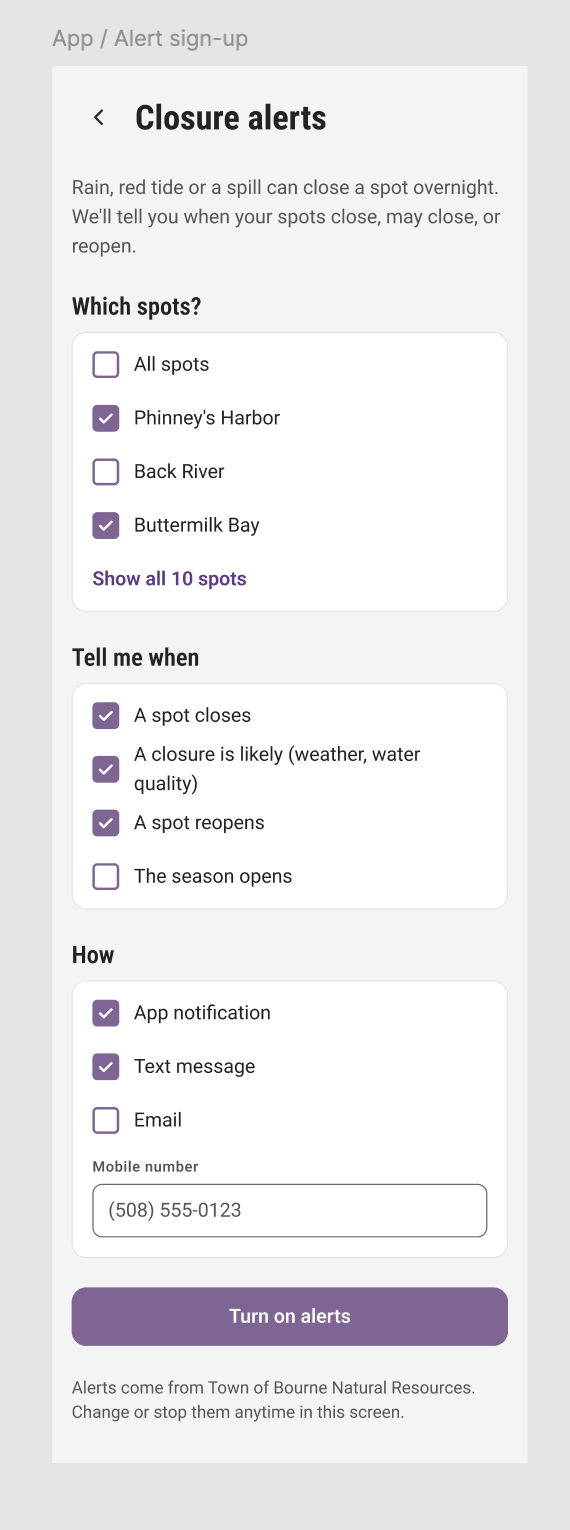 App / Alert sign-up
Closure alerts
Rain, red tide or a spill can close a spot overnight.
We'll tell you when your spots close, may close, or
reopen.
Which spots?
All spots
Phinney's Harbor
Back River
Buttermilk Bay
Show all 10 spots
Tell me when
A spot closes
A closure is likely (weather, water
quality)
A spot reopens
The season opens
How
App notification
Text message
Email
Mobile number
(508) 555-0123
Turn on alerts
Alerts come from Town of Bourne Natural Resources.
Change or stop them anytime in this screen.